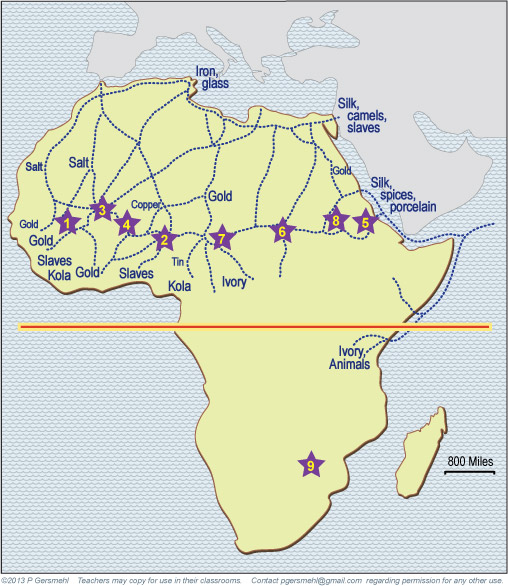 Iron,
glass
Silk,
camels,
slaves
Salt
Salt
Gold
Silk,
spices,
porcelain
Copper
Gold
3
Gold
1
4
8
5
Gold
2
7
6
Slaves
Kola
Gold
Slaves
Tin
Kola
Ivory
Ivory,
Animals
9
800 Miles
©2013 P Gersmehl Teachers may copy for use in their classrooms. Contact pgersmehl@gmail.com regarding permission for any other use.